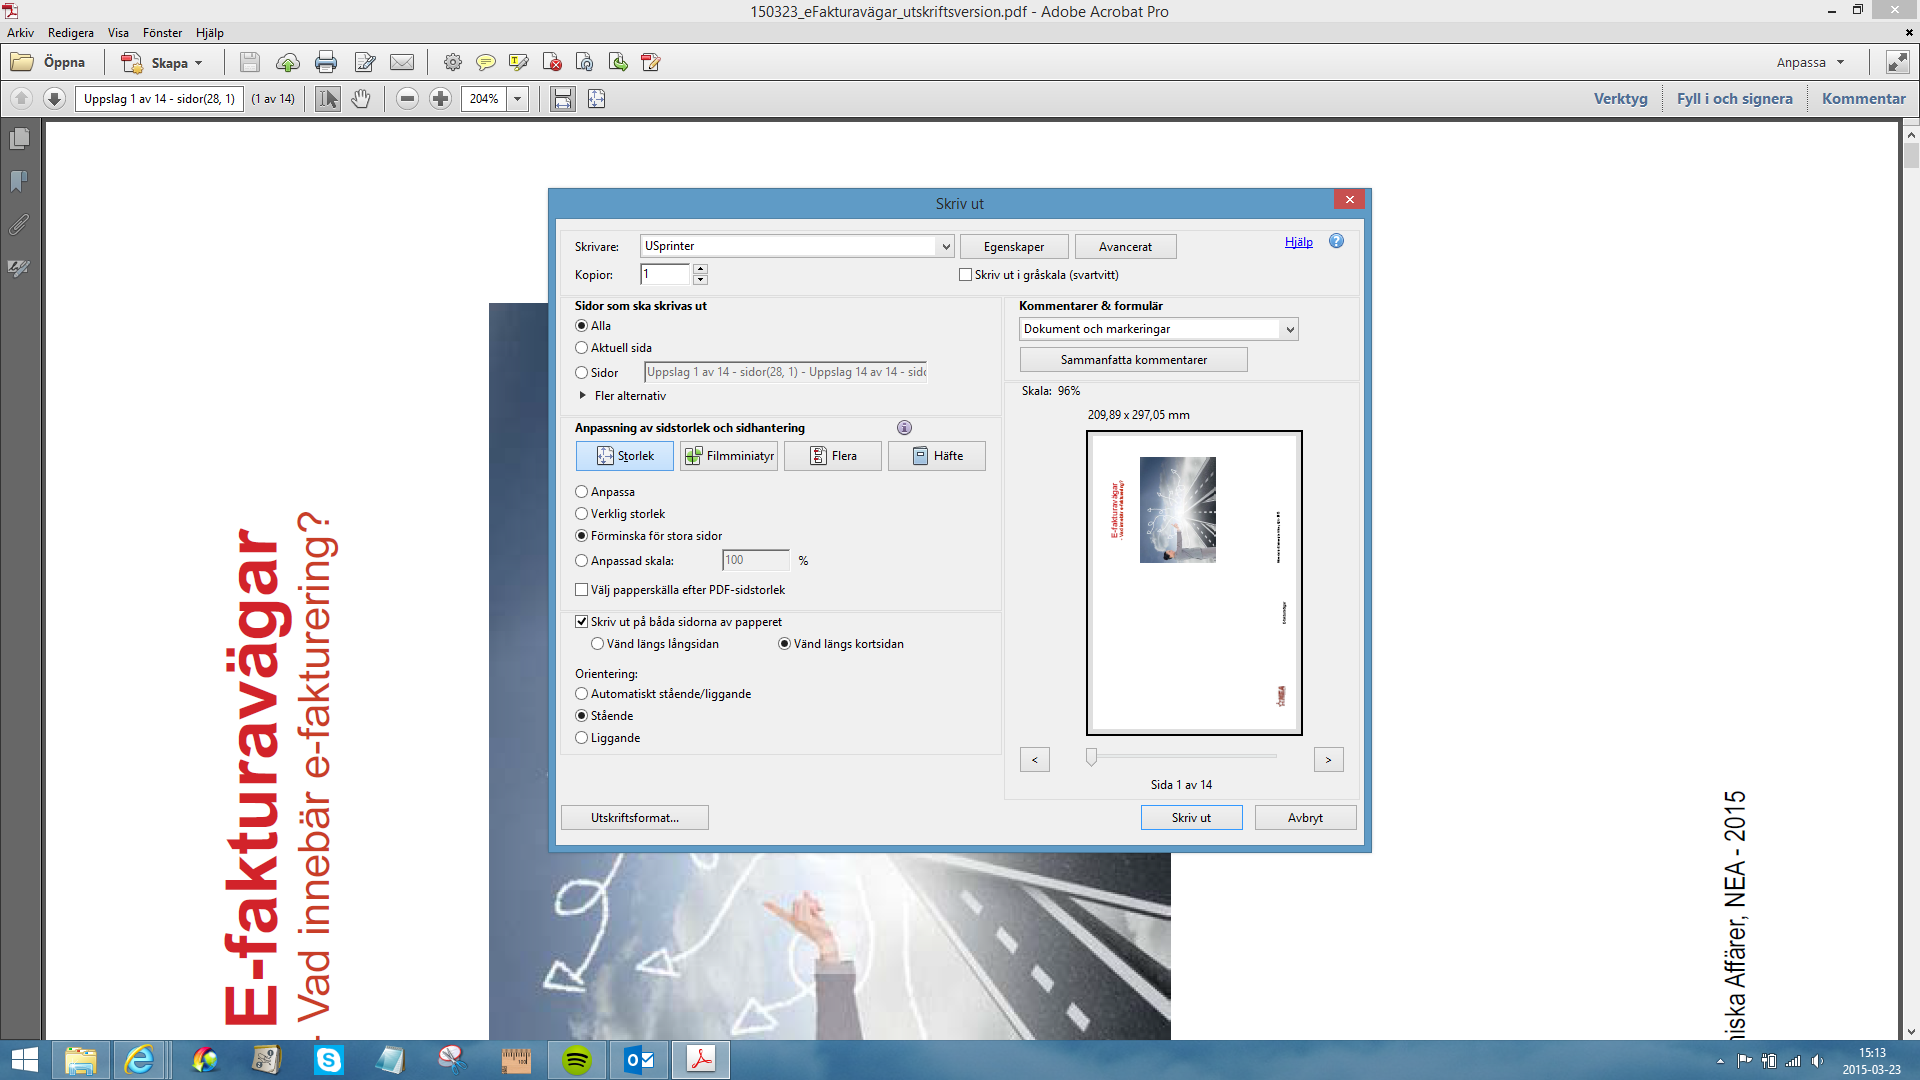 150323_eFakturavägar_utskriftsversion.pdf - Adobe Acrobat Pro
Arkiv Redigera Visa Fönster Hjälp
Öppna Skapa Anpassa
Uppslag 1 av 14 - sidor(28, 1) (1 av 14) 204% Verktyg Fyll i och signera Kommentar
E-fakturavägar
- Vad innebär e-fakturering?
Skriv ut
Skrivare: USprinter Egenskaper Avancerat Hjälp
Kopior: 1 Skriv ut i gråskala (svartvitt)
Sidor som ska skrivas ut
Alla
Aktuell sida
Sidor Uppslag 1 av 14 - sidor(28, 1) - Uppslag 14 av 14 - sido
Fler alternativ
Anpassning av sidstorlek och sidhantering
Storlek Filmminiatyr Flera Häfte
Anpassa
Verklig storlek
Förminska för stora sidor
Anpassad skala: 100 %
Välj papperskälla efter PDF-sidstorlek
Skriv ut på båda sidorna av papperet
Vänd längs långsidan Vänd längs kortsidan
Orientering:
Automatiskt stående/liggande
Stående
Liggande
Kommentarer & formulär
Dokument och markeringar
Sammanfatta kommentarer
Skala: 96%
209,89 x 297,05 mm
E-fakturavägar
- Vad innebär e-fakturering?
NEA
< >
Sida 1 av 14
Utskriftsformat... Skriv ut Avbryt
niska Affärer, NEA - 2015
15:13
2015-03-23